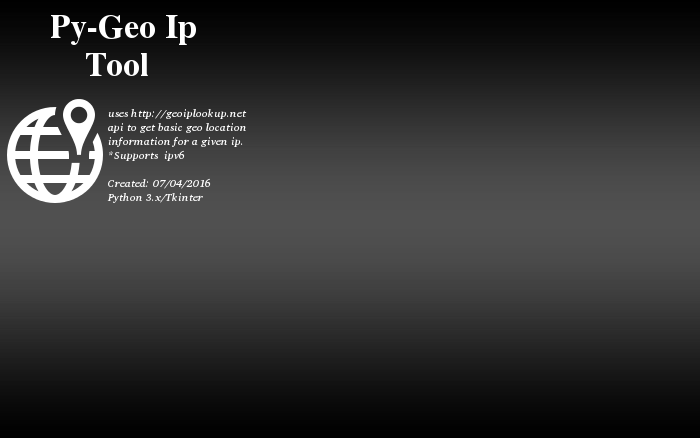 Py-Geo Ip
Tool
uses http://geoiplookup.net
api to get basic geo location
information for a given ip.
*Supports ipv6
Created: 07/04/2016
Python 3.x/Tkinter